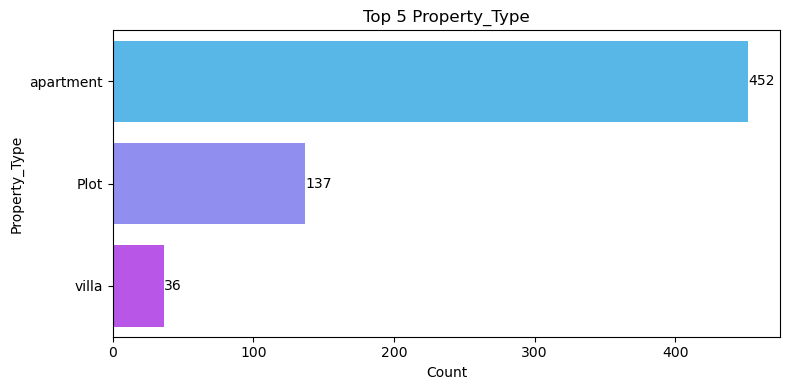 Top 5 Property_Type
Property_Type
apartment
452
Plot
137
villa
36
0 100 200 300 400
Count